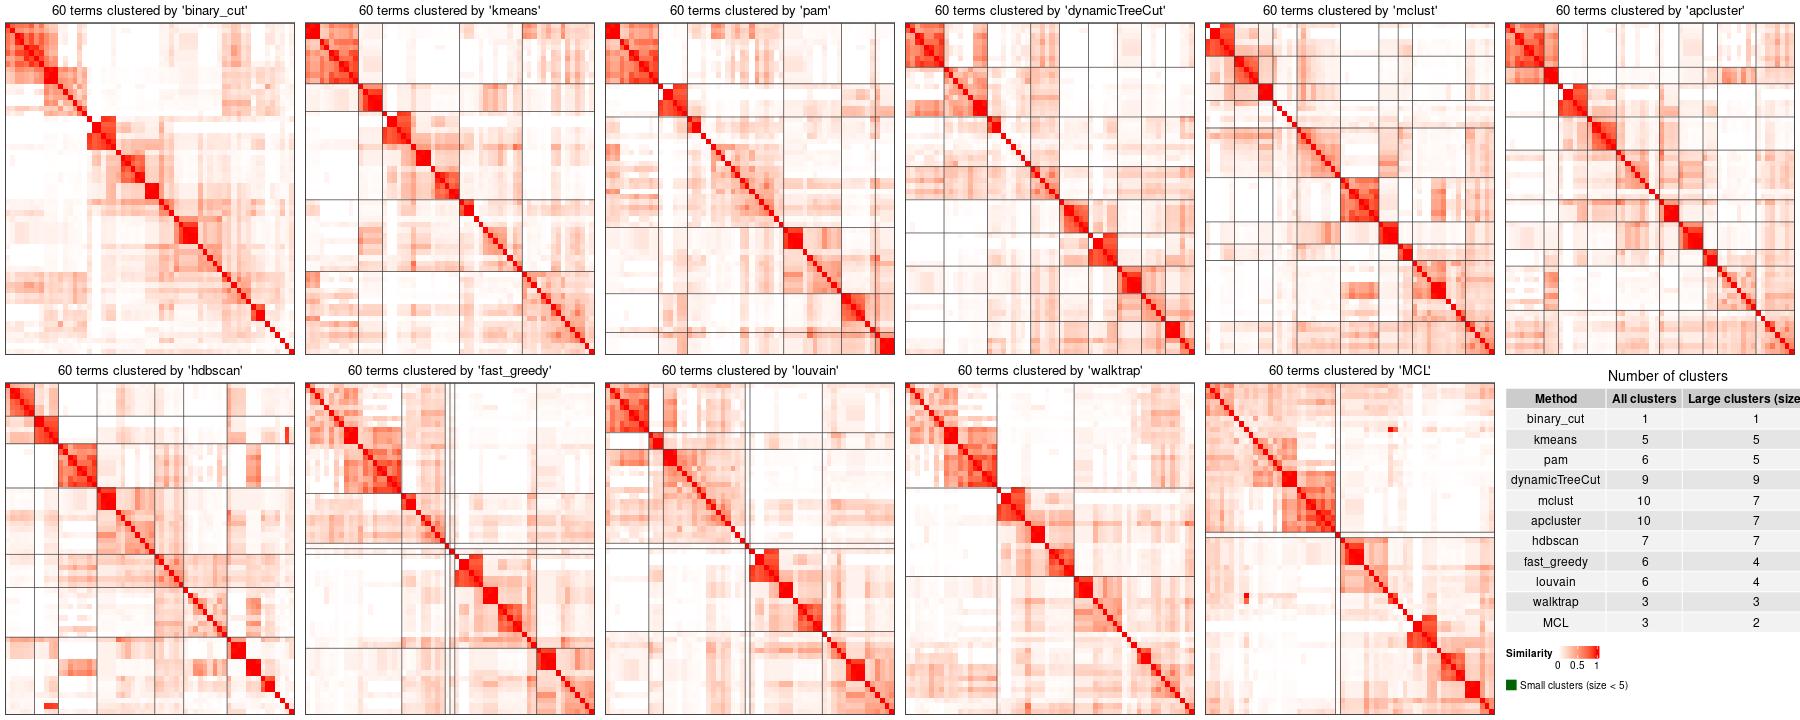 60 terms clustered by 'binary_cut'
60 terms clustered by 'kmeans'
60 terms clustered by 'pam'
60 terms clustered by 'dynamicTreeCut'
60 terms clustered by 'mclust'
60 terms clustered by 'apcluster'
60 terms clustered by 'hdbscan'
60 terms clustered by 'fast_greedy'
60 terms clustered by 'louvain'
60 terms clustered by 'walktrap'
60 terms clustered by 'MCL'
Number of clusters
Method All clusters Large clusters (size
binary_cut 1 1
kmeans 5 5
pam 6 5
dynamicTreeCut 9 9
mclust 10 7
apcluster 10 7
hdbscan 7 7
fast_greedy 6 4
louvain 6 4
walktrap 3 3
MCL 3 2
Similarity
0 0.5 1
Small clusters (size < 5)